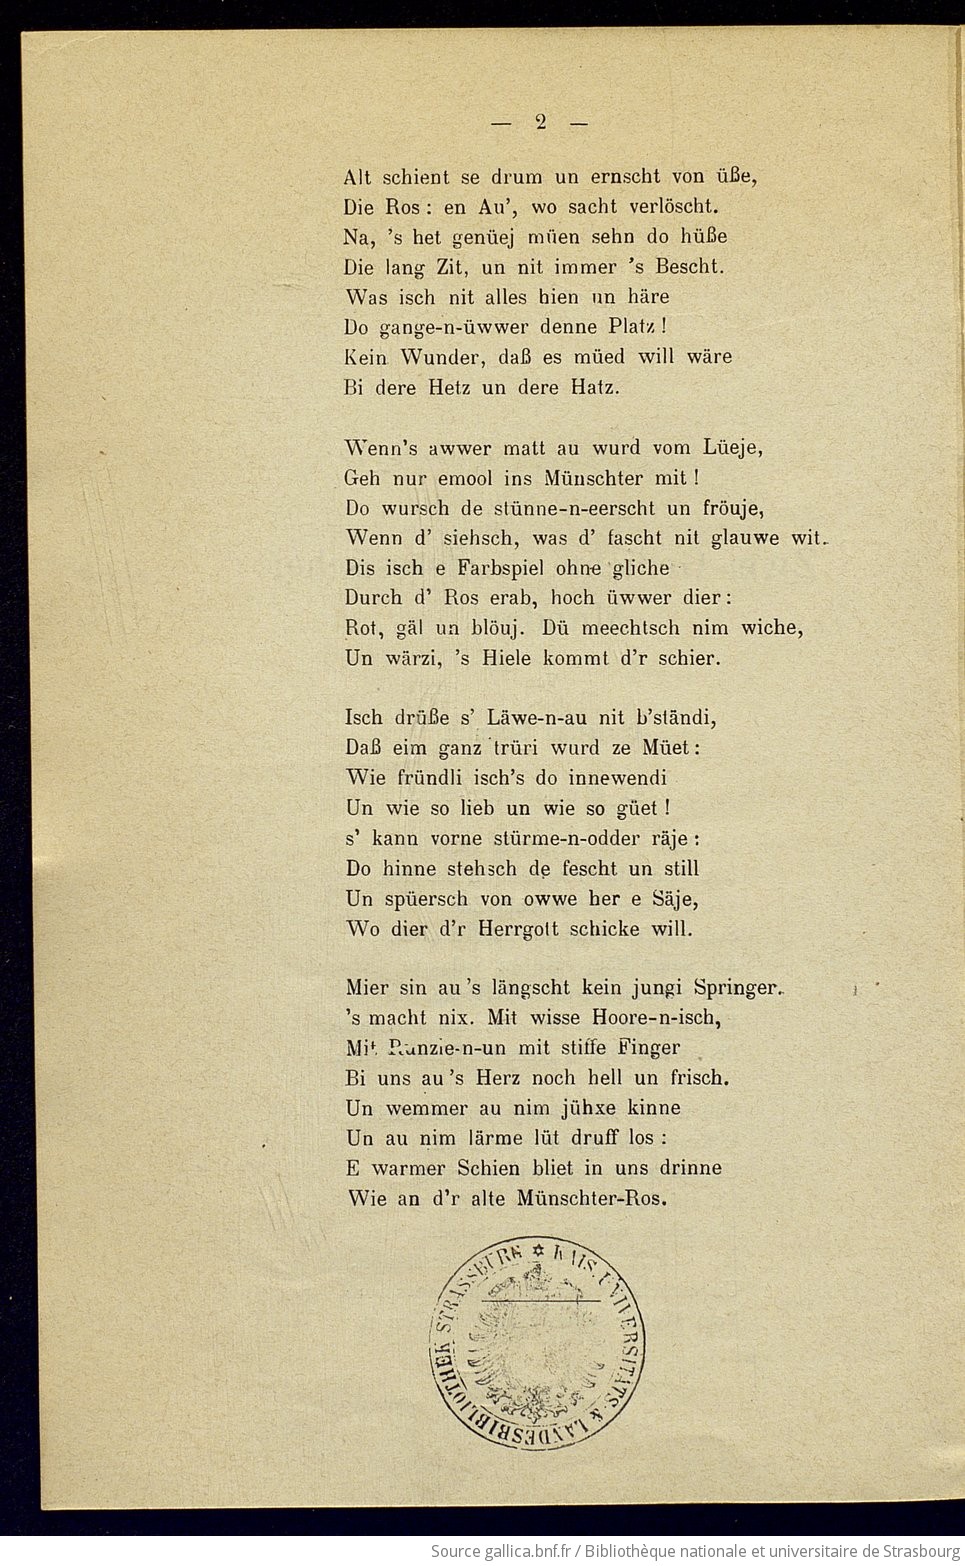 — 2 —
Alt schient se drum un ernscht von üße,
Die Ros: en Au’, wo sacht verlöscht.
Na, ’s het genüej müen sehn do hüße
Die lang Zit, un nit immer ’s Bescht.
Was isch nit alles hien un häre
Do gange-n-üwwer denne Platz!
Kein Wunder, daß es müed will wäre
Bi dere Hetz un dere Hatz.
Wenn’s awwer matt au wurd vom Lüeje,
Geh nur emool ins Münschter mit!
Do wursch de stünne-n-eerscht un fröuje,
Wenn d’ siehsch, was d’ fascht nit glauwe wit.
Dis isch e Farbspiel ohne gliche
Durch d’ Ros erab, hoch üwwer dier:
Rot, gäl un blöuj. Dü meechtsch nim wiche,
Un wärzi, ’s Hiele kommt d’r schier.
Isch drüße s’ Läwe-n-au nit b’ständi,
Daß eim ganz trüri wurd ze Müet:
Wie fründli isch’s do innewendi
Un wie so lieb un wie so güet!
s’ kann vorne stürme-n-odder räje:
Do hinne stehsch de fescht un still
Un spüersch von owwe her e Säje,
Wo dier d’r Herrgott schicke will.
Mier sin au ’s längscht kein jungi Springer.
’s macht nix. Mit wisse Hoore-n-isch,
Mit Runzle-n-un mit stiffe Finger
Bi uns au ’s Herz noch hell un frisch.
Un wemmer au nim jühxe kinne
Un au nim lärme lüt druff los:
E warmer Schien bliet in uns drinne
Wie an d’r alte Münschter-Ros.
KAIS. UNIVERSITÄTS- & LANDESBIBLIOTHEK STRASSBURG
Source gallica.bnf.fr / Bibliothèque nationale et universitaire de Strasbourg